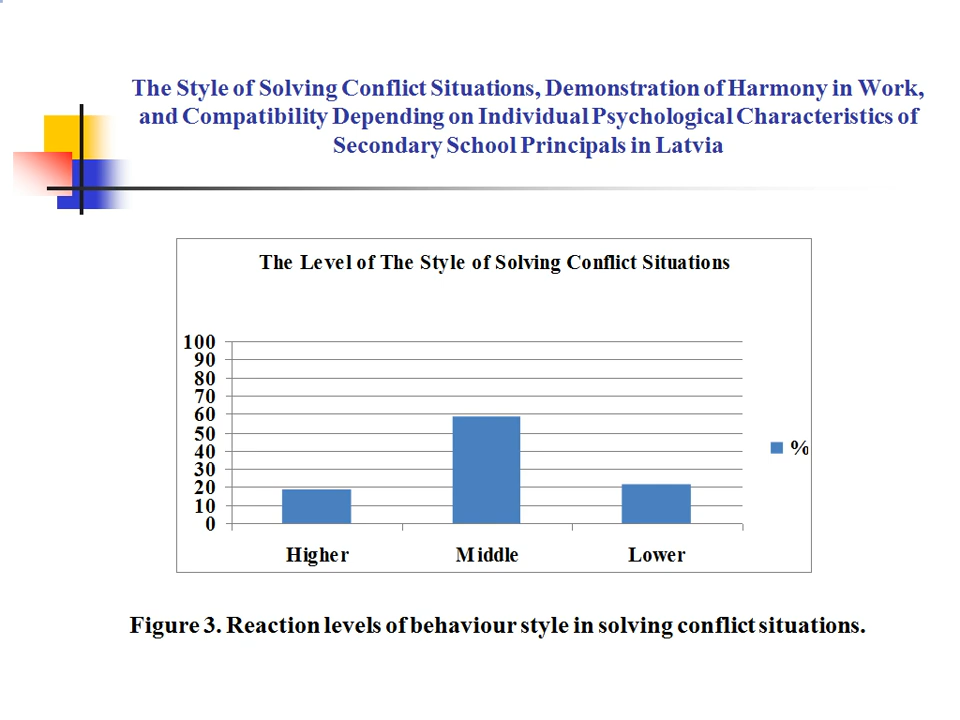 The Style of Solving Conflict Situations, Demonstration of Harmony in Work,
and Compatibility Depending on Individual Psychological Characteristics of
Secondary School Principals in Latvia
The Level of The Style of Solving Conflict Situations
100
90
80
70
60
50
40
30
20
10
0
%
Higher Middle Lower
Figure 3. Reaction levels of behaviour style in solving conflict situations.